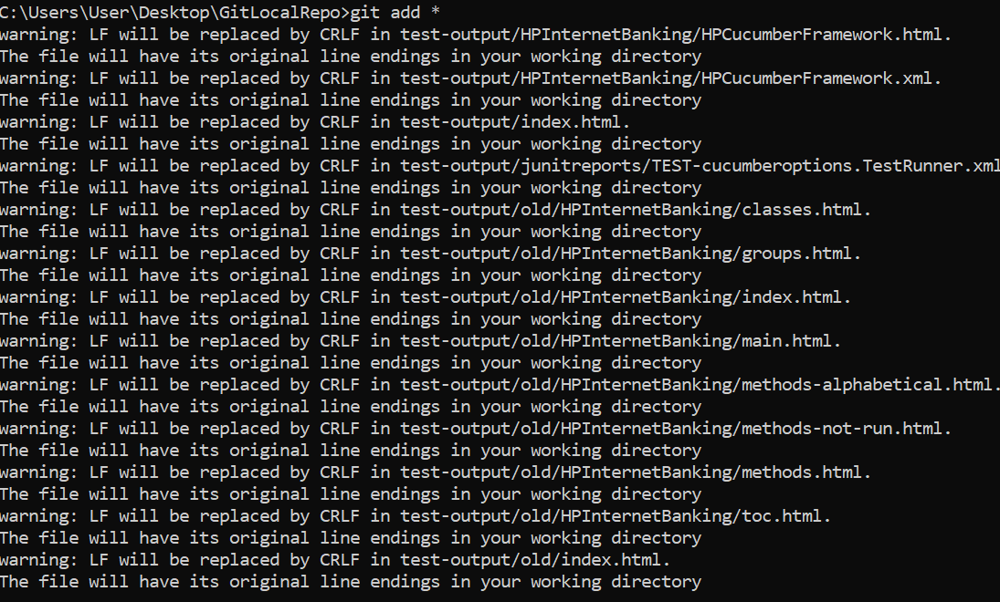 C:\Users\User\Desktop\GitLocalRepo>git add *
warning: LF will be replaced by CRLF in test-output/HPInternetBanking/HPCucumberFramework.html.
The file will have its original line endings in your working directory
warning: LF will be replaced by CRLF in test-output/HPInternetBanking/HPCucumberFramework.xml.
The file will have its original line endings in your working directory
warning: LF will be replaced by CRLF in test-output/index.html.
The file will have its original line endings in your working directory
warning: LF will be replaced by CRLF in test-output/junitreports/TEST-cucumberoptions.TestRunner.xml
The file will have its original line endings in your working directory
warning: LF will be replaced by CRLF in test-output/old/HPInternetBanking/classes.html.
The file will have its original line endings in your working directory
warning: LF will be replaced by CRLF in test-output/old/HPInternetBanking/groups.html.
The file will have its original line endings in your working directory
warning: LF will be replaced by CRLF in test-output/old/HPInternetBanking/index.html.
The file will have its original line endings in your working directory
warning: LF will be replaced by CRLF in test-output/old/HPInternetBanking/main.html.
The file will have its original line endings in your working directory
warning: LF will be replaced by CRLF in test-output/old/HPInternetBanking/methods-alphabetical.html.
The file will have its original line endings in your working directory
warning: LF will be replaced by CRLF in test-output/old/HPInternetBanking/methods-not-run.html.
The file will have its original line endings in your working directory
warning: LF will be replaced by CRLF in test-output/old/HPInternetBanking/methods.html.
The file will have its original line endings in your working directory
warning: LF will be replaced by CRLF in test-output/old/HPInternetBanking/toc.html.
The file will have its original line endings in your working directory
warning: LF will be replaced by CRLF in test-output/old/index.html.
The file will have its original line endings in your working directory